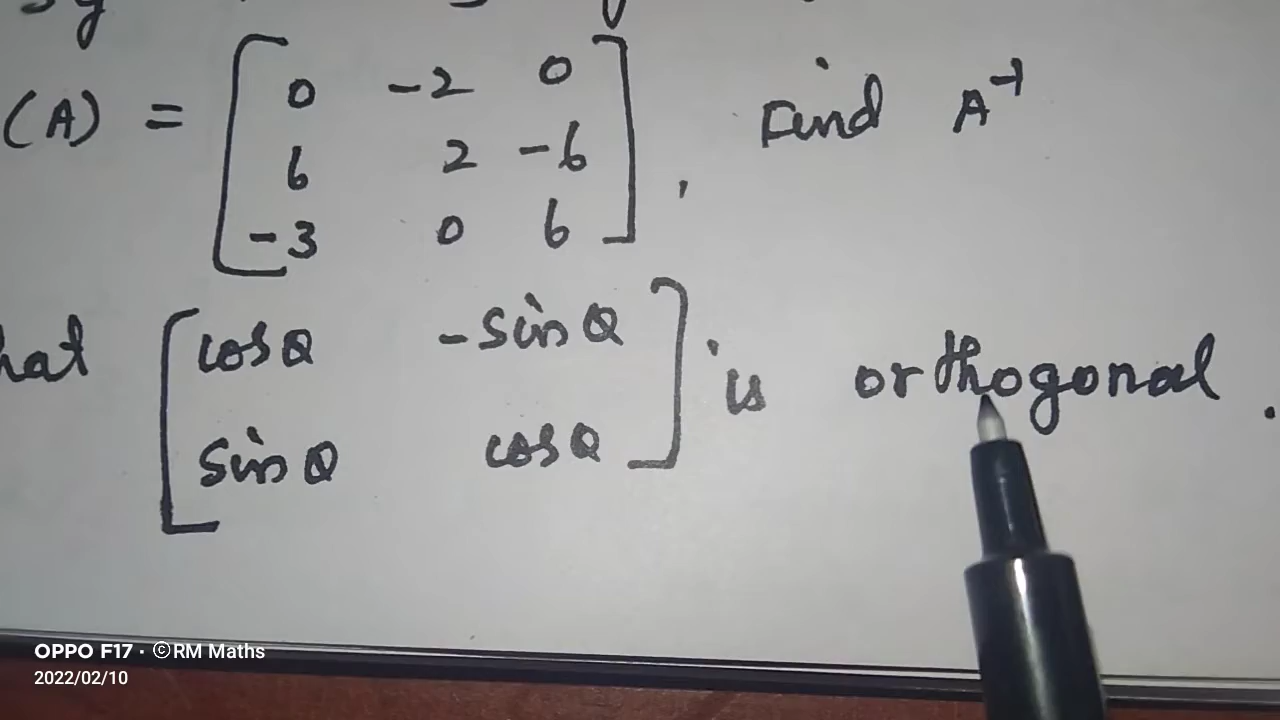 (A) = [ 0 -2 0
6 2 -6
-3 0 6 ] , Find A⁻¹
hat [ cosθ -sinθ
sinθ cosθ ] is orthogonal .
OPPO F17 · ©RM Maths
2022/02/10